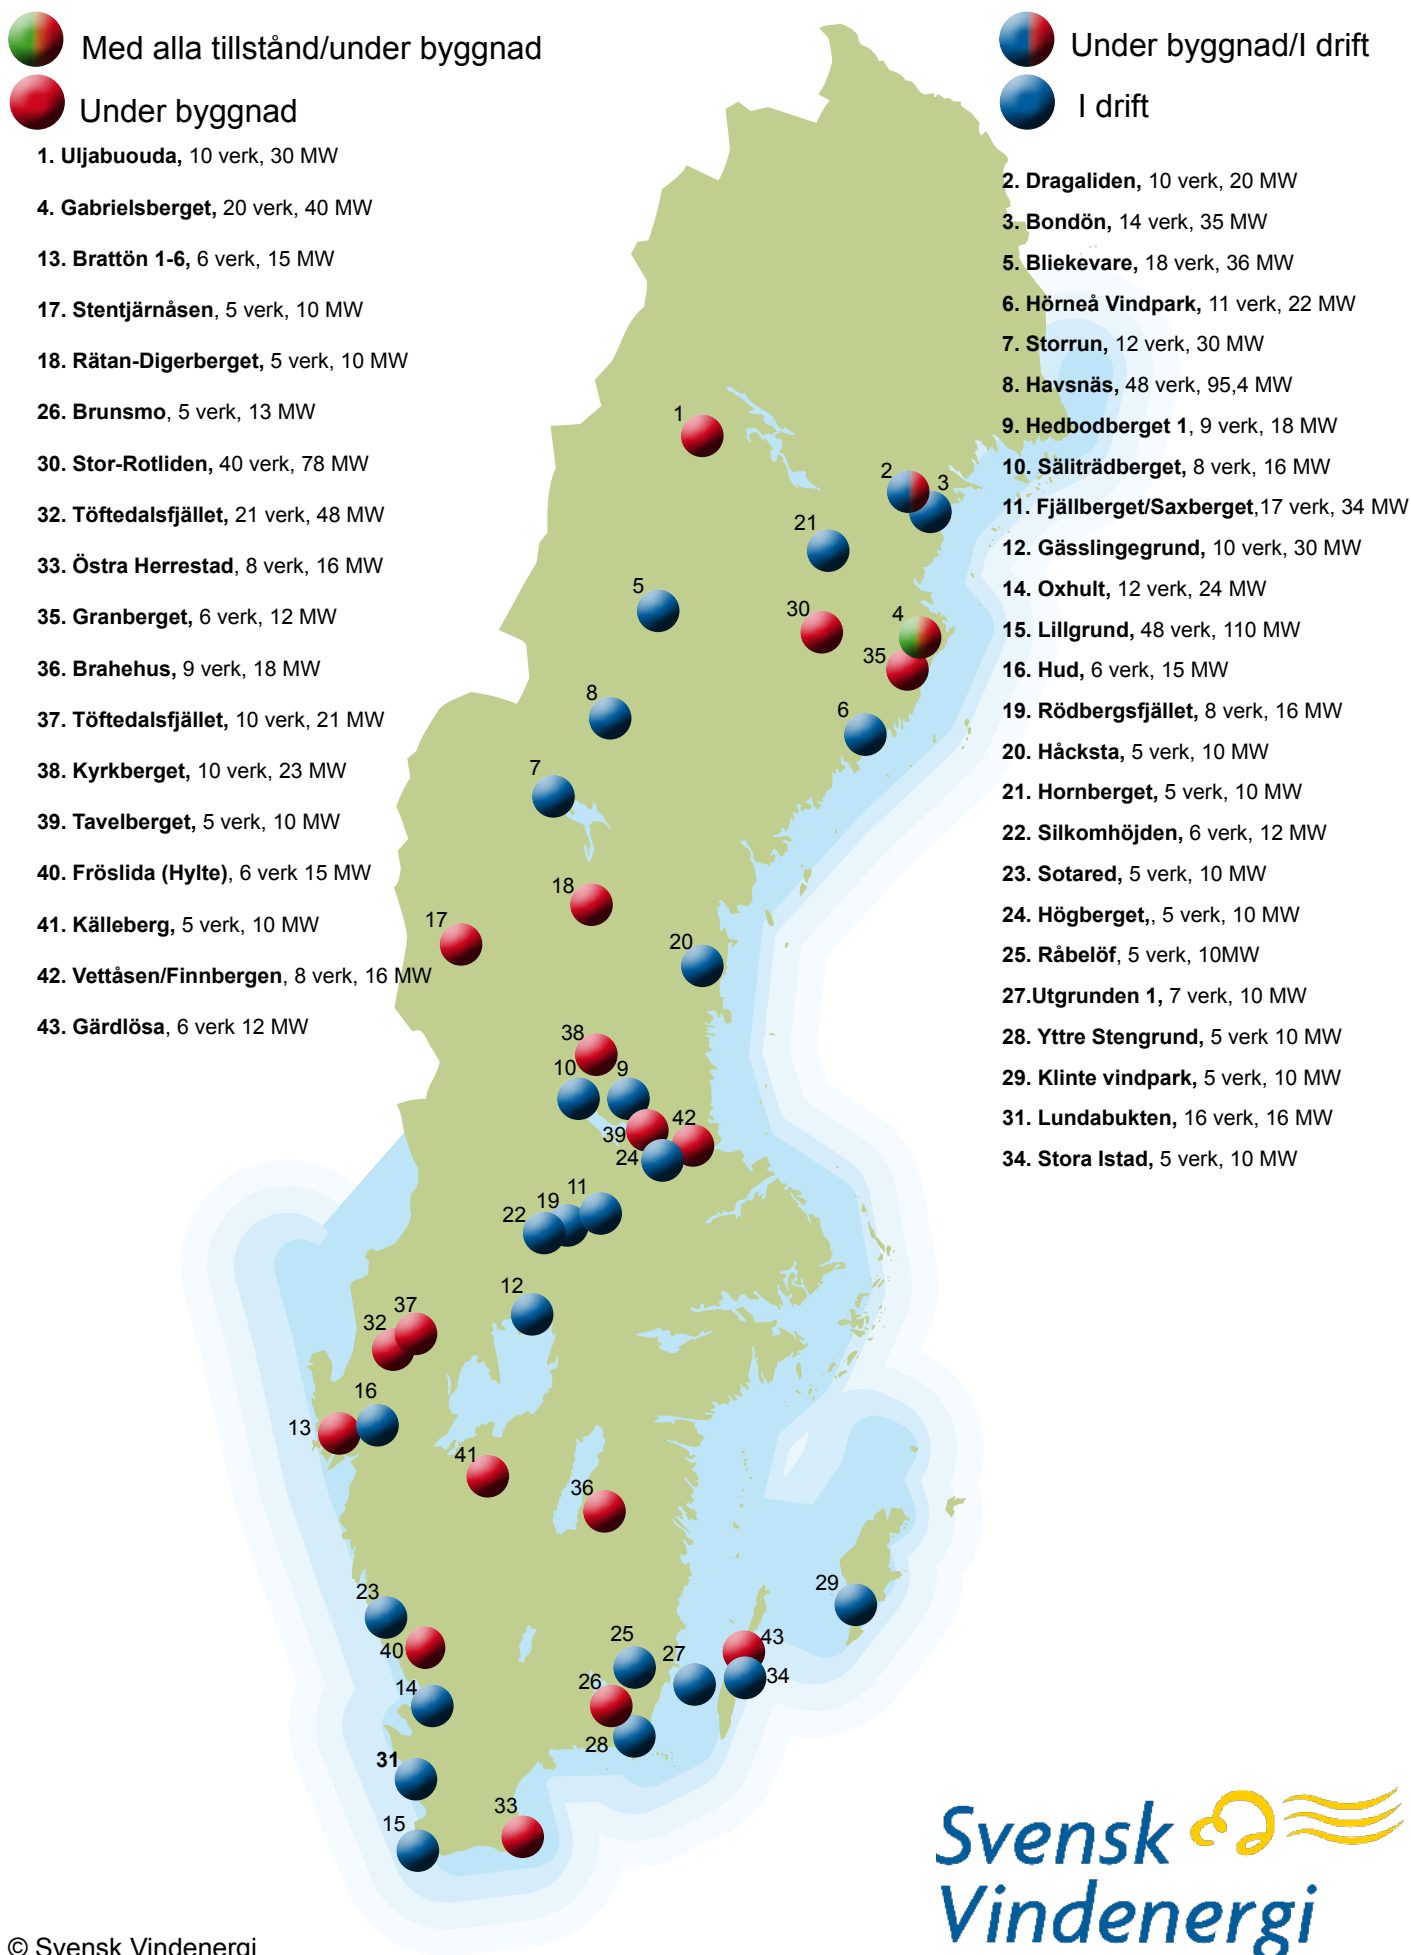 Med alla tillstånd/under byggnad
Under byggnad
1. Uljabuouda, 10 verk, 30 MW
4. Gabrielsberget, 20 verk, 40 MW
13. Brattön 1-6, 6 verk, 15 MW
17. Stentjärnåsen, 5 verk, 10 MW
18. Rätan-Digerberget, 5 verk, 10 MW
26. Brunsmo, 5 verk, 13 MW
30. Stor-Rotliden, 40 verk, 78 MW
32. Töftedalsfjället, 21 verk, 48 MW
33. Östra Herrestad, 8 verk, 16 MW
35. Granberget, 6 verk, 12 MW
36. Brahehus, 9 verk, 18 MW
37. Töftedalsfjället, 10 verk, 21 MW
38. Kyrkberget, 10 verk, 23 MW
39. Tavelberget, 5 verk, 10 MW
40. Fröslida (Hylte), 6 verk 15 MW
41. Källeberg, 5 verk, 10 MW
42. Vettåsen/Finnbergen, 8 verk, 16 MW
43. Gärdlösa, 6 verk 12 MW
Under byggnad/I drift
I drift
2. Dragaliden, 10 verk, 20 MW
3. Bondön, 14 verk, 35 MW
5. Bliekevare, 18 verk, 36 MW
6. Hörneå Vindpark, 11 verk, 22 MW
7. Storrun, 12 verk, 30 MW
8. Havsnäs, 48 verk, 95,4 MW
9. Hedbodberget 1, 9 verk, 18 MW
10. Säliträdberget, 8 verk, 16 MW
11. Fjällberget/Saxberget,17 verk, 34 MW
12. Gässlingegrund, 10 verk, 30 MW
14. Oxhult, 12 verk, 24 MW
15. Lillgrund, 48 verk, 110 MW
16. Hud, 6 verk, 15 MW
19. Rödbergsfjället, 8 verk, 16 MW
20. Håcksta, 5 verk, 10 MW
21. Hornberget, 5 verk, 10 MW
22. Silkomhöjden, 6 verk, 12 MW
23. Sotared, 5 verk, 10 MW
24. Högberget,, 5 verk, 10 MW
25. Råbelöf, 5 verk, 10MW
27.Utgrunden 1, 7 verk, 10 MW
28. Yttre Stengrund, 5 verk 10 MW
29. Klinte vindpark, 5 verk, 10 MW
31. Lundabukten, 16 verk, 16 MW
34. Stora Istad, 5 verk, 10 MW
1
2
3
21
5
30
4
35
8
6
7
18
17
20
38
10
9
39
42
24
11
19
22
12
37
32
16
13
41
36
23
29
40
25
27
43
34
14
26
28
31
33
15
Svensk
Vindenergi
© Svensk Vindenergi